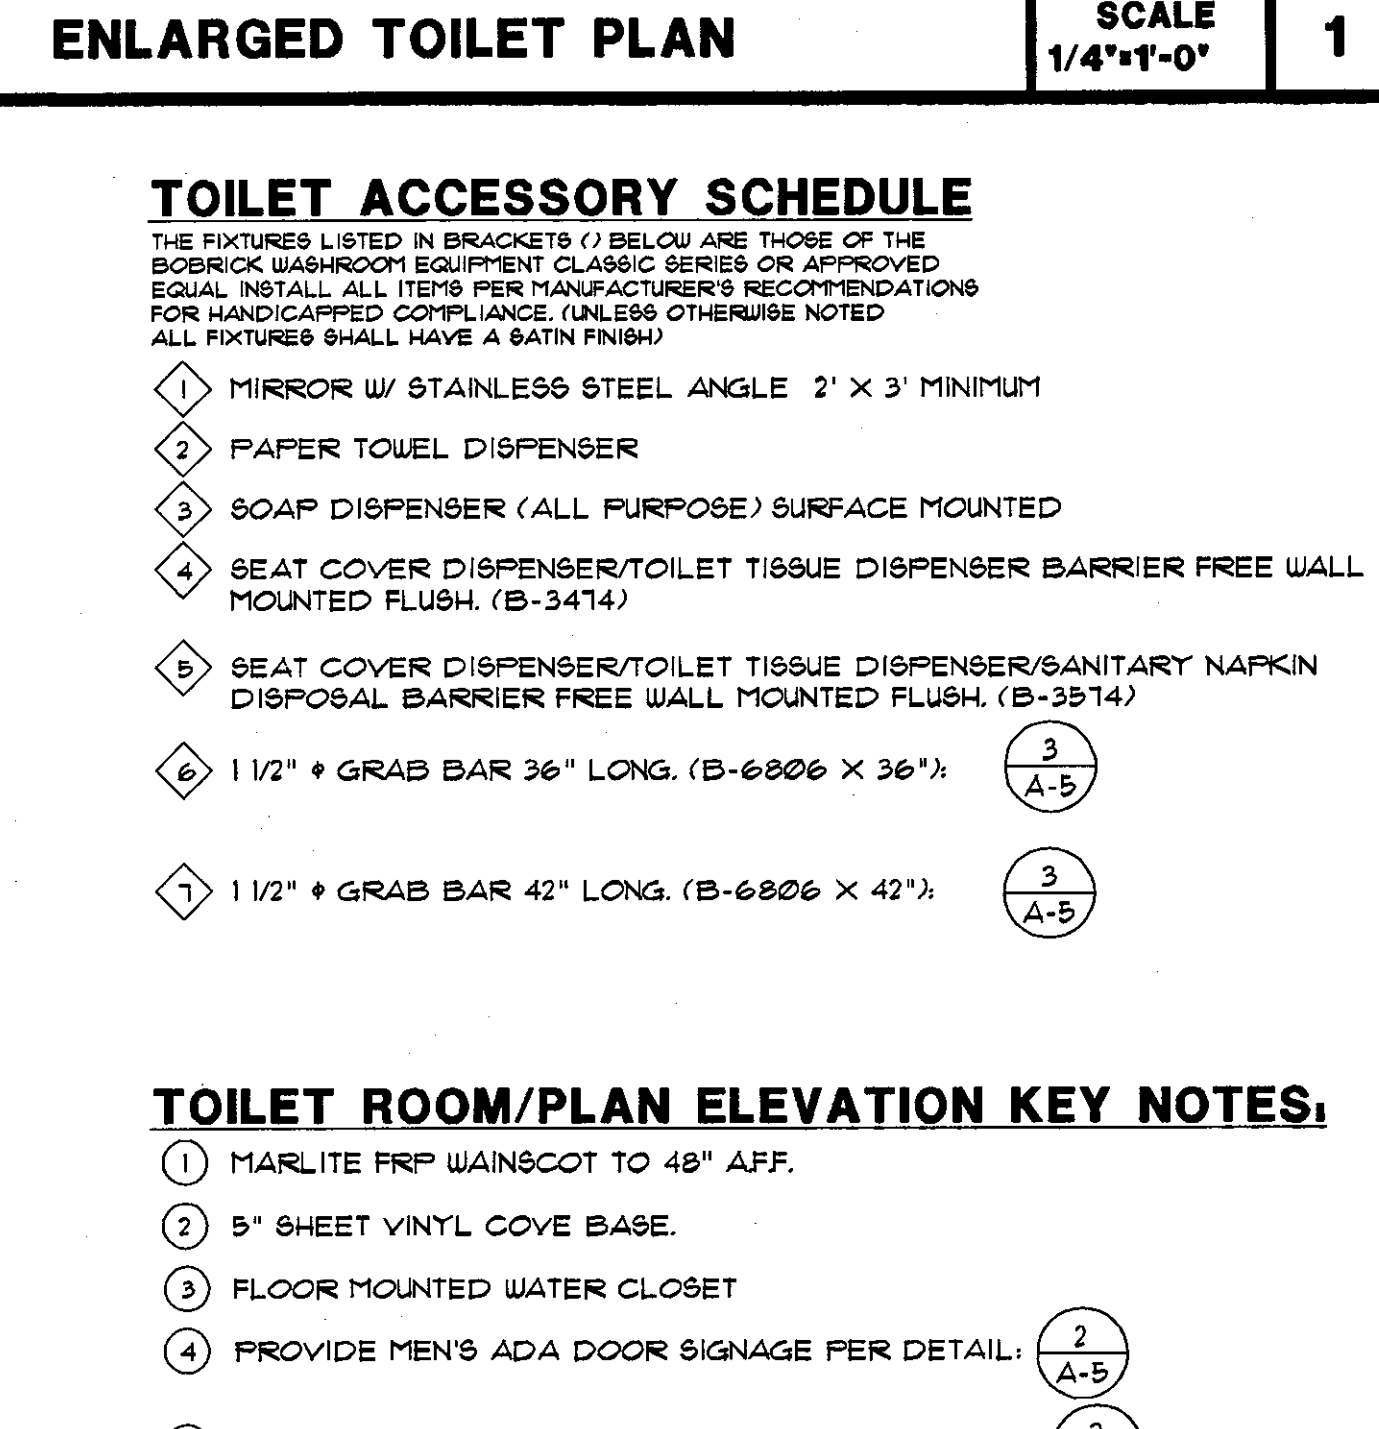 ENLARGED TOILET PLAN
SCALE
1/4"=1'-0"
1
TOILET ACCESSORY SCHEDULE
THE FIXTURES LISTED IN BRACKETS () BELOW ARE THOSE OF THE
BOBRICK WASHROOM EQUIPMENT CLASSIC SERIES OR APPROVED
EQUAL INSTALL ALL ITEMS PER MANUFACTURER'S RECOMMENDATIONS
FOR HANDICAPPED COMPLIANCE. (UNLESS OTHERWISE NOTED
ALL FIXTURES SHALL HAVE A SATIN FINISH)
1 MIRROR W/ STAINLESS STEEL ANGLE 2' X 3' MINIMUM
2 PAPER TOWEL DISPENSER
3 SOAP DISPENSER (ALL PURPOSE) SURFACE MOUNTED
4 SEAT COVER DISPENSER/TOILET TISSUE DISPENSER BARRIER FREE WALL
MOUNTED FLUSH. (B-3474)
5 SEAT COVER DISPENSER/TOILET TISSUE DISPENSER/SANITARY NAPKIN
DISPOSAL BARRIER FREE WALL MOUNTED FLUSH. (B-3574)
6 1 1/2" ϕ GRAB BAR 36" LONG. (B-6806 X 36"):
3
A-5
7 1 1/2" ϕ GRAB BAR 42" LONG. (B-6806 X 42"):
3
A-5
TOILET ROOM/PLAN ELEVATION KEY NOTES:
1 MARLITE FRP WAINSCOT TO 48" A.F.F.
2 5" SHEET VINYL COVE BASE.
3 FLOOR MOUNTED WATER CLOSET
4 PROVIDE MEN'S ADA DOOR SIGNAGE PER DETAIL:
2
A-5